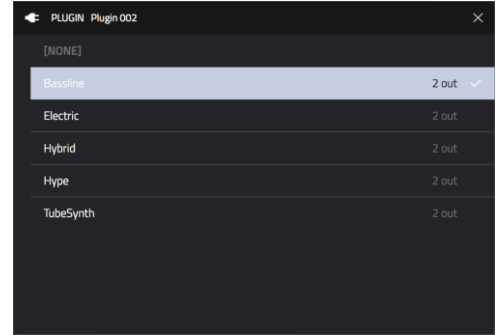 PLUGIN Plugin 002
[NONE]
Bassline 2 out
Electric 2 out
Hybrid 2 out
Hype 2 out
TubeSynth 2 out